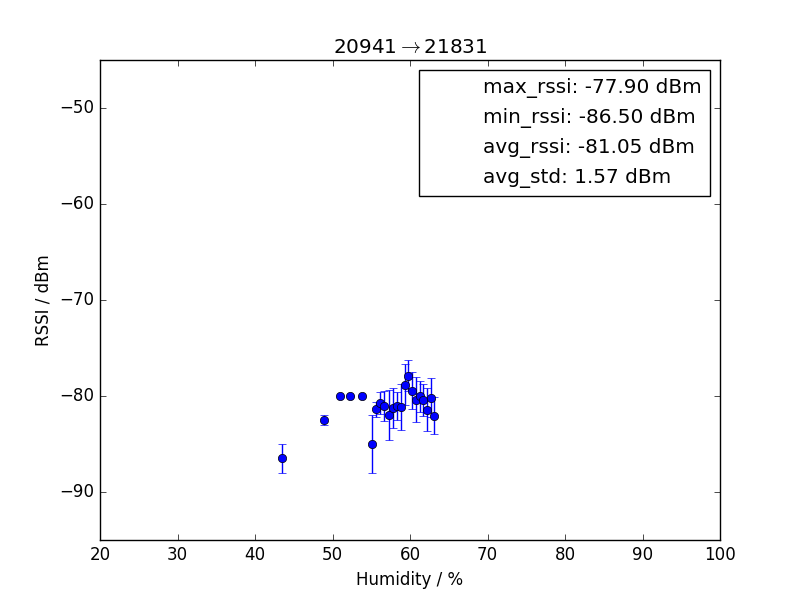 20941→21831
max_rssi: -77.90 dBm
min_rssi: -86.50 dBm
avg_rssi: -81.05 dBm
avg_std: 1.57 dBm
RSSI / dBm
−50
−60
−70
−80
−90
20 30 40 50 60 70 80 90 100
Humidity / %